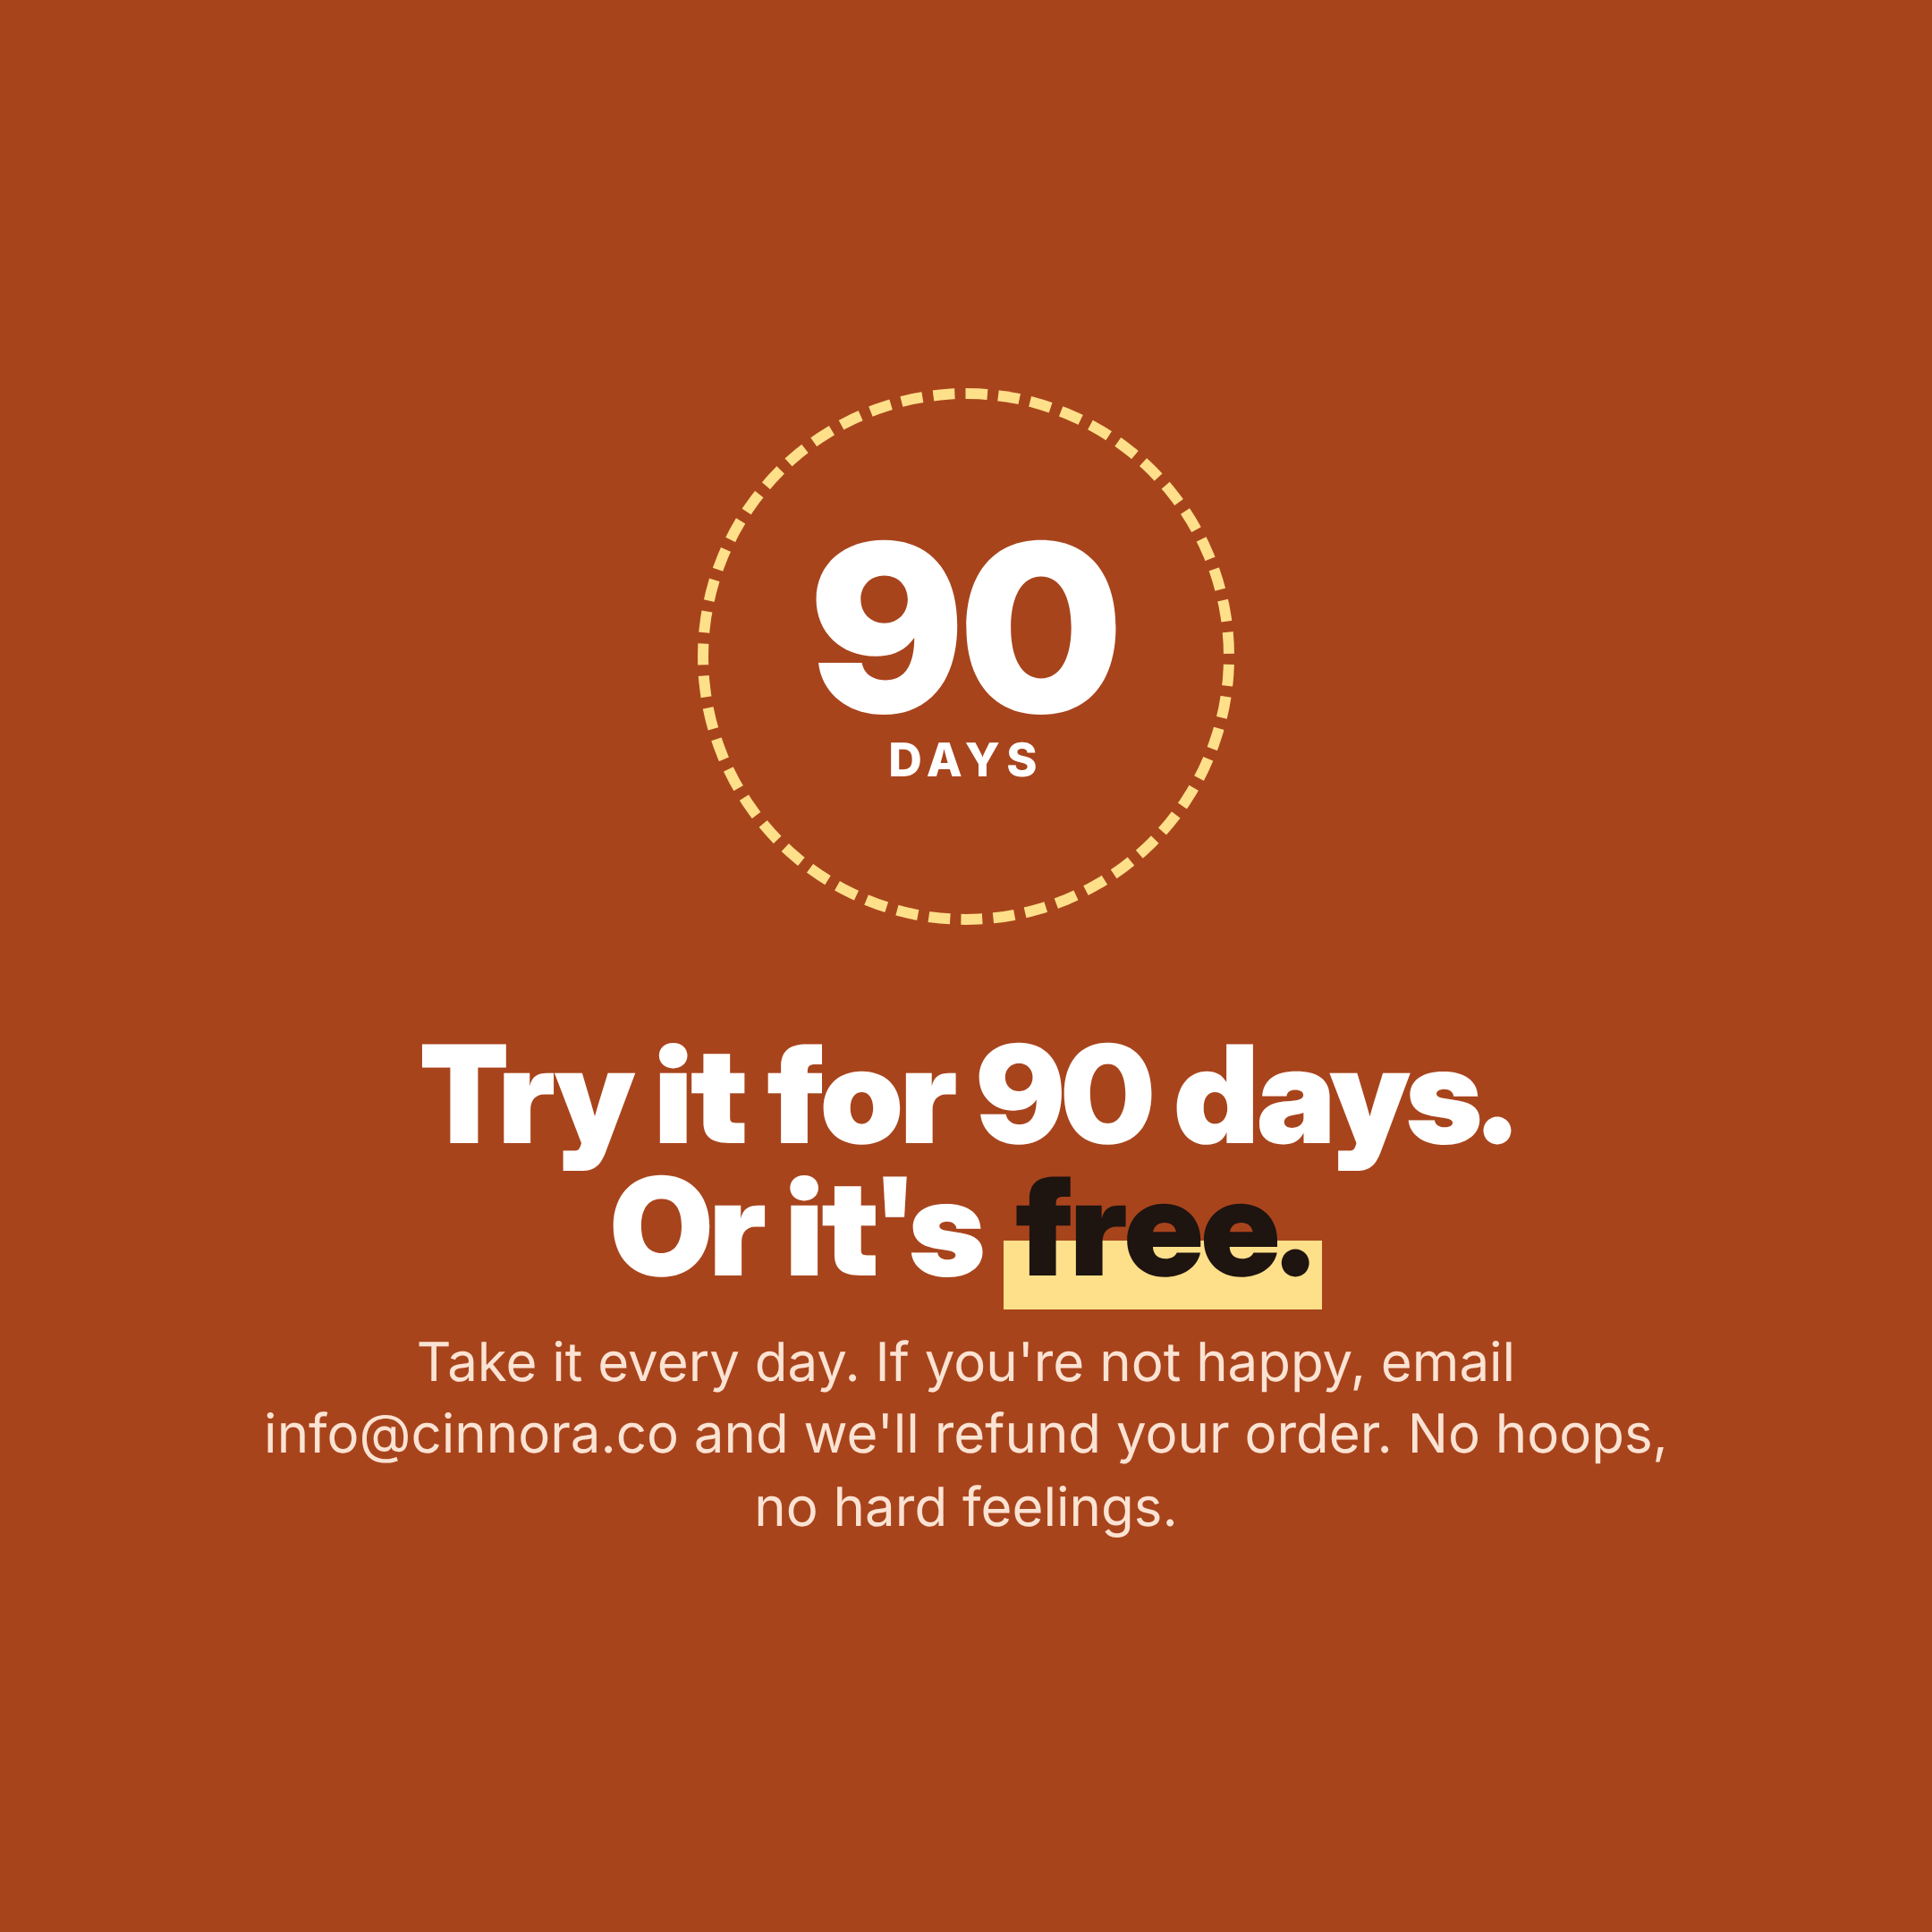 90
DAYS
Try it for 90 days.
Or it's free.
Take it every day. If you're not happy, email
info@cinnora.co and we'll refund your order. No hoops,
no hard feelings.